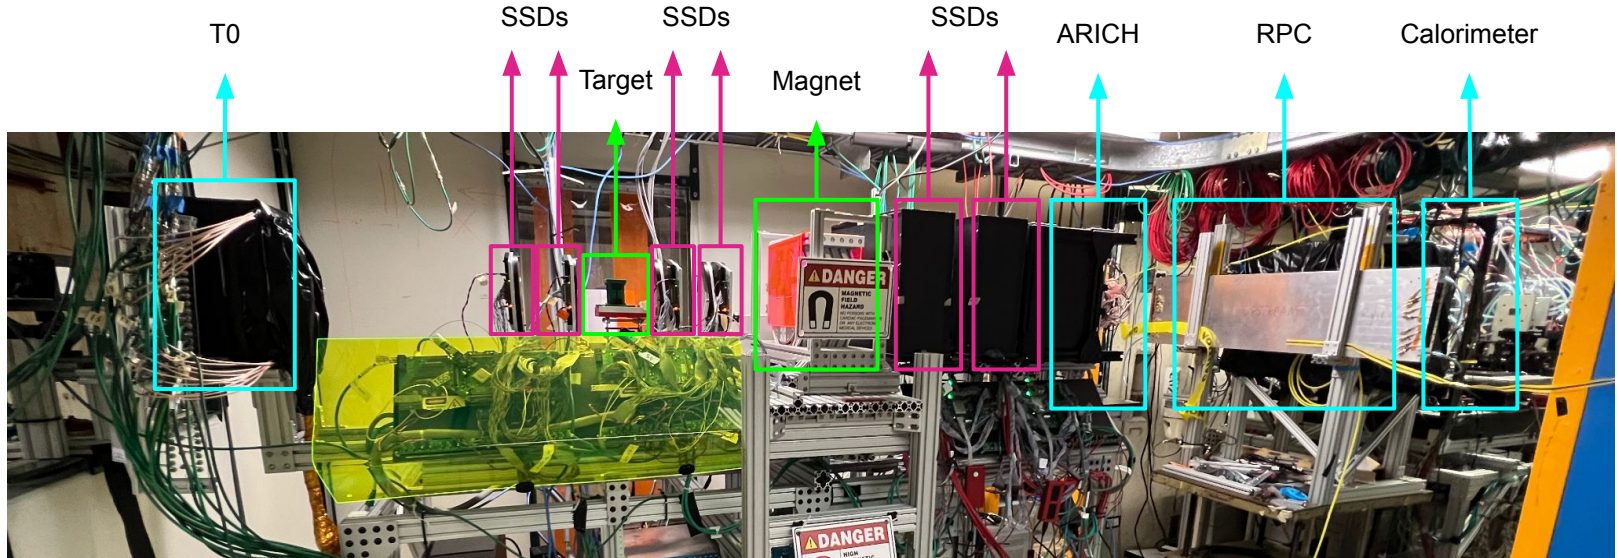 T0
SSDs
SSDs
SSDs
ARICH
RPC
Calorimeter
Target
Magnet
DANGER
MAGNETIC
FIELD
HAZARD
DANGER
HIGH